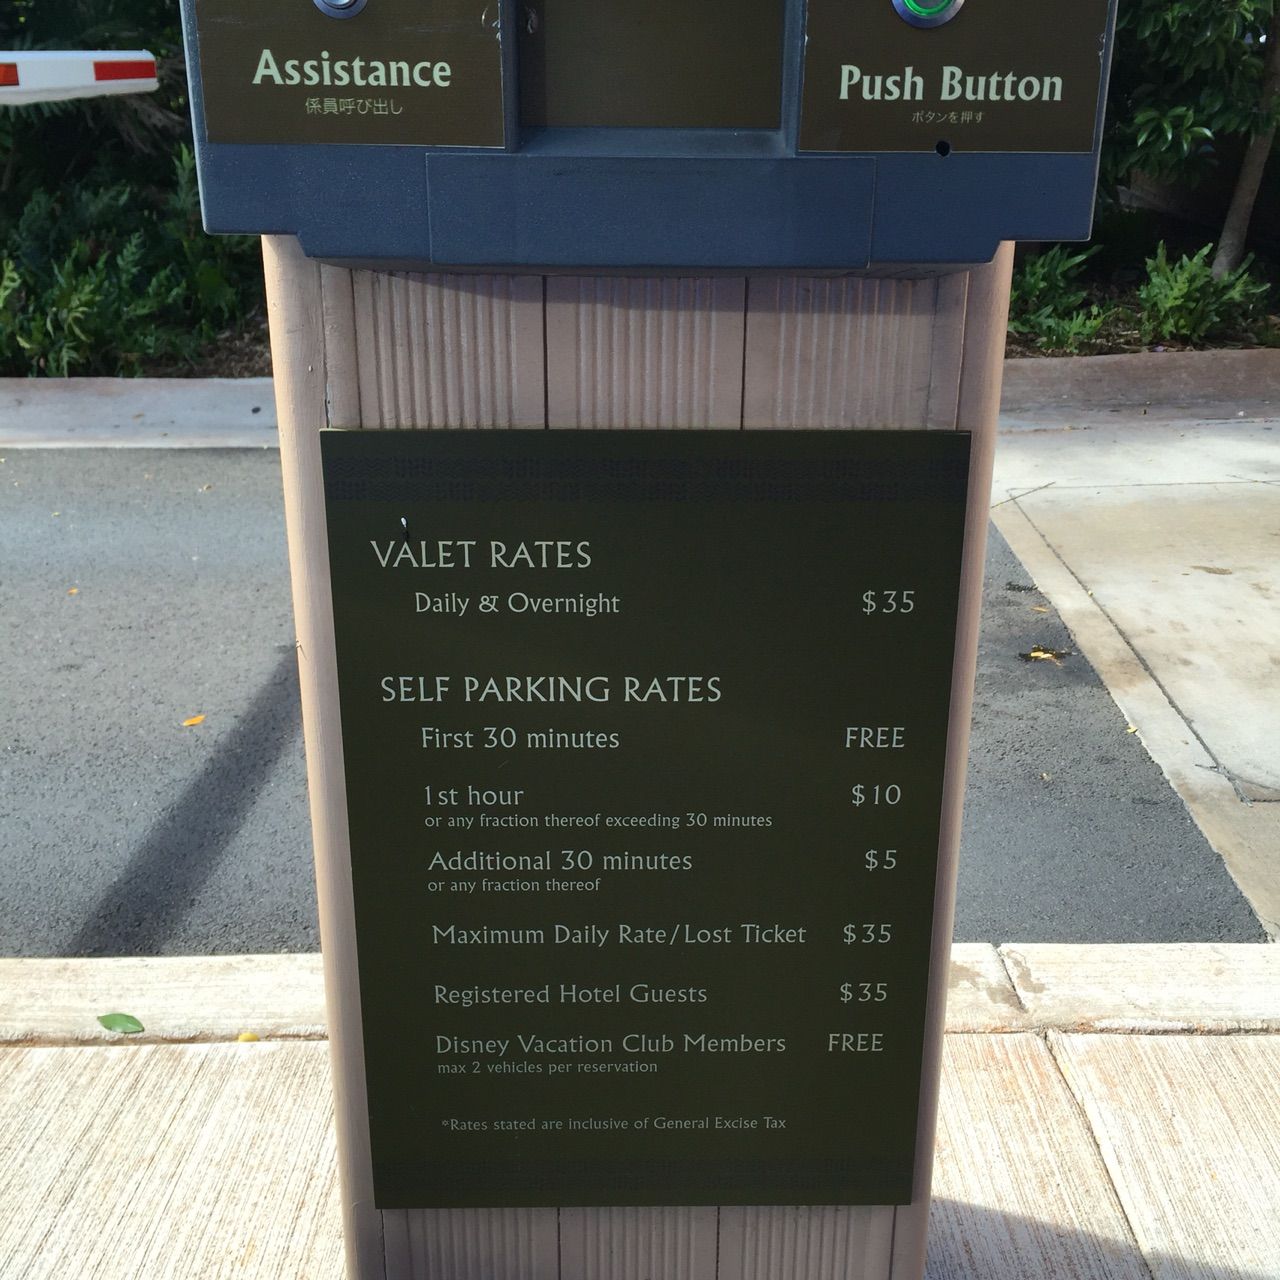 Assistance
係員呼び出し
Push Button
ボタンを押す
VALET RATES
Daily & Overnight $35
SELF PARKING RATES
First 30 minutes FREE
1st hour $10
or any fraction thereof exceeding 30 minutes
Additional 30 minutes $5
or any fraction thereof
Maximum Daily Rate/Lost Ticket $35
Registered Hotel Guests $35
Disney Vacation Club Members FREE
max 2 vehicles per reservation
*Rates stated are inclusive of General Excise Tax